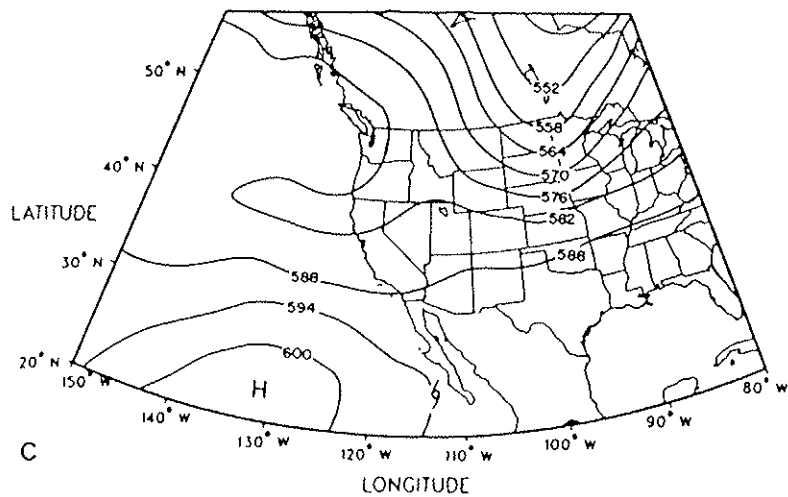 50° N
40° N
LATITUDE
30° N
20° N
150° W
140° W
130° W
120° W
110° W
100° W
90° W
80° W
LONGITUDE
552
558
564
570
576
582
588
588
594
600
H
C